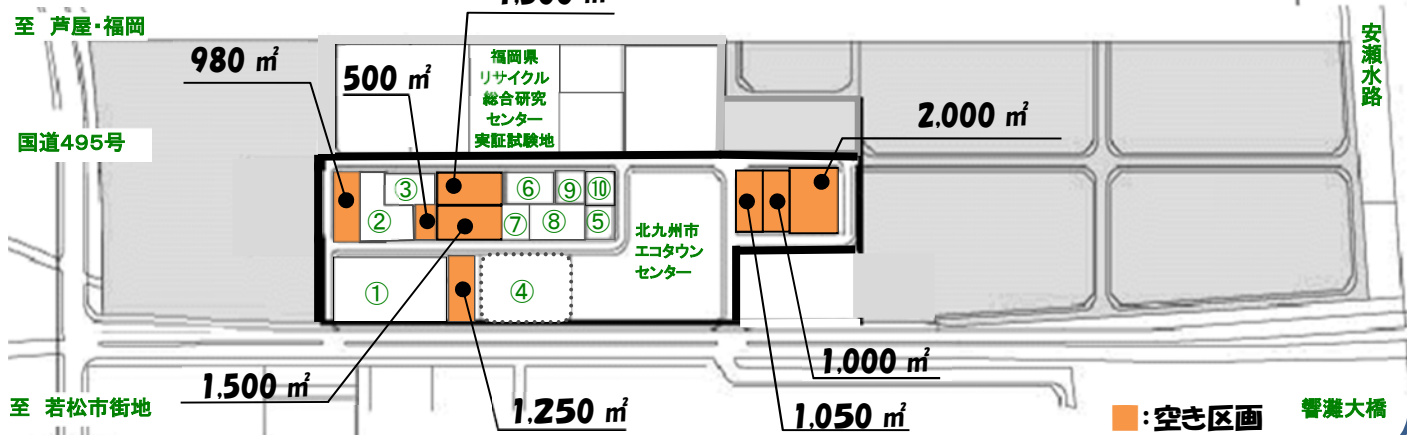 至 芦屋・福岡
980 ㎡
500 ㎡
福岡県
リサイクル
総合研究
センター
実証試験地
2,000 ㎡
安瀬水路
国道495号
③
⑥
⑨
⑩
②
⑦
⑧
⑤
北九州市
エコタウン
センター
①
④
1,500 ㎡
1,250 ㎡
1,000 ㎡
1,050 ㎡
至 若松市街地
:空き区画
響灘大橋